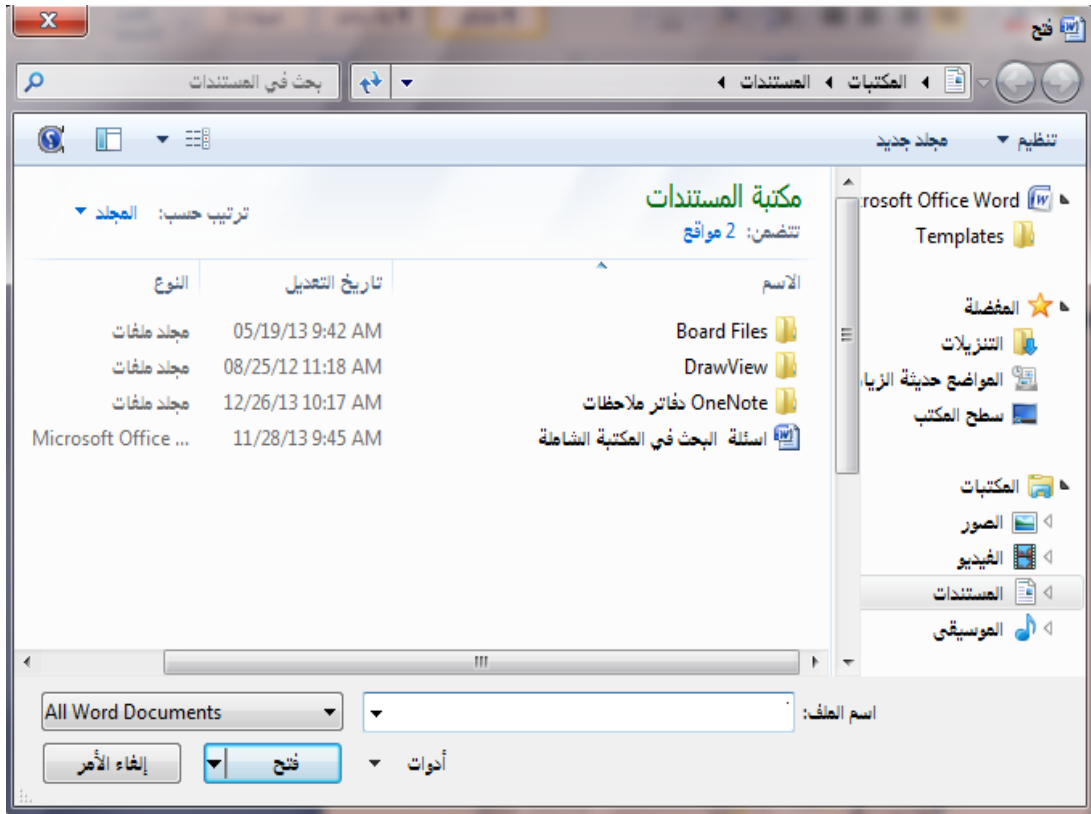 فتح
المكتبات المستندات
بحث في المستندات
تنظيم مجلد جديد
rosoft Office Word
Templates
المفضلة
التنزيلات
المواضع حديثة الزيا
سطح المكتب
المكتبات
الصور
الفيديو
المستندات
الموسيقى
مكتبة المستندات
تتضمن: 2 مواقع
ترتيب حسب: المجلد
الاسم تاريخ التعديل النوع
Board Files 05/19/13 9:42 AM مجلد ملفات
DrawView 08/25/12 11:18 AM مجلد ملفات
OneNote دفاتر ملاحظات 12/26/13 10:17 AM مجلد ملفات
اسئلة البحث في المكتبة الشاملة 11/28/13 9:45 AM Microsoft Office ...
اسم الملف:
All Word Documents
أدوات فتح إلغاء الأمر